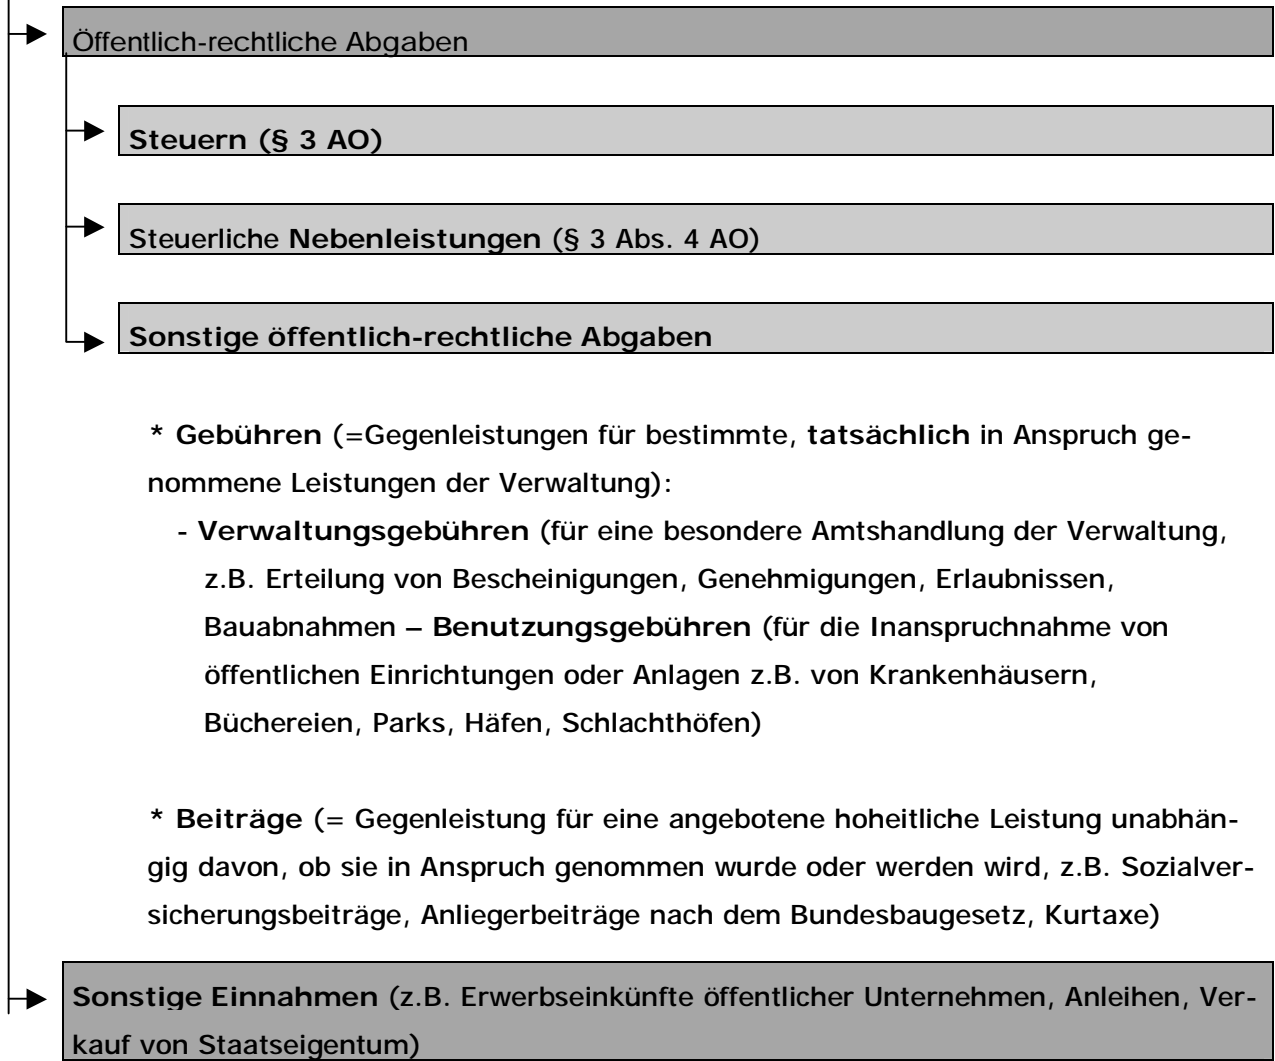 Öffentlich-rechtliche Abgaben
Steuern (§ 3 AO)
Steuerliche Nebenleistungen (§ 3 Abs. 4 AO)
Sonstige öffentlich-rechtliche Abgaben
* Gebühren (=Gegenleistungen für bestimmte, tatsächlich in Anspruch ge-
nommene Leistungen der Verwaltung):
- Verwaltungsgebühren (für eine besondere Amtshandlung der Verwaltung,
z.B. Erteilung von Bescheinigungen, Genehmigungen, Erlaubnissen,
Bauabnahmen – Benutzungsgebühren (für die Inanspruchnahme von
öffentlichen Einrichtungen oder Anlagen z.B. von Krankenhäusern,
Büchereien, Parks, Häfen, Schlachthöfen)
* Beiträge (= Gegenleistung für eine angebotene hoheitliche Leistung unabhän-
gig davon, ob sie in Anspruch genommen wurde oder werden wird, z.B. Sozialver-
sicherungsbeiträge, Anliegerbeiträge nach dem Bundesbaugesetz, Kurtaxe)
Sonstige Einnahmen (z.B. Erwerbseinkünfte öffentlicher Unternehmen, Anleihen, Ver-
kauf von Staatseigentum)